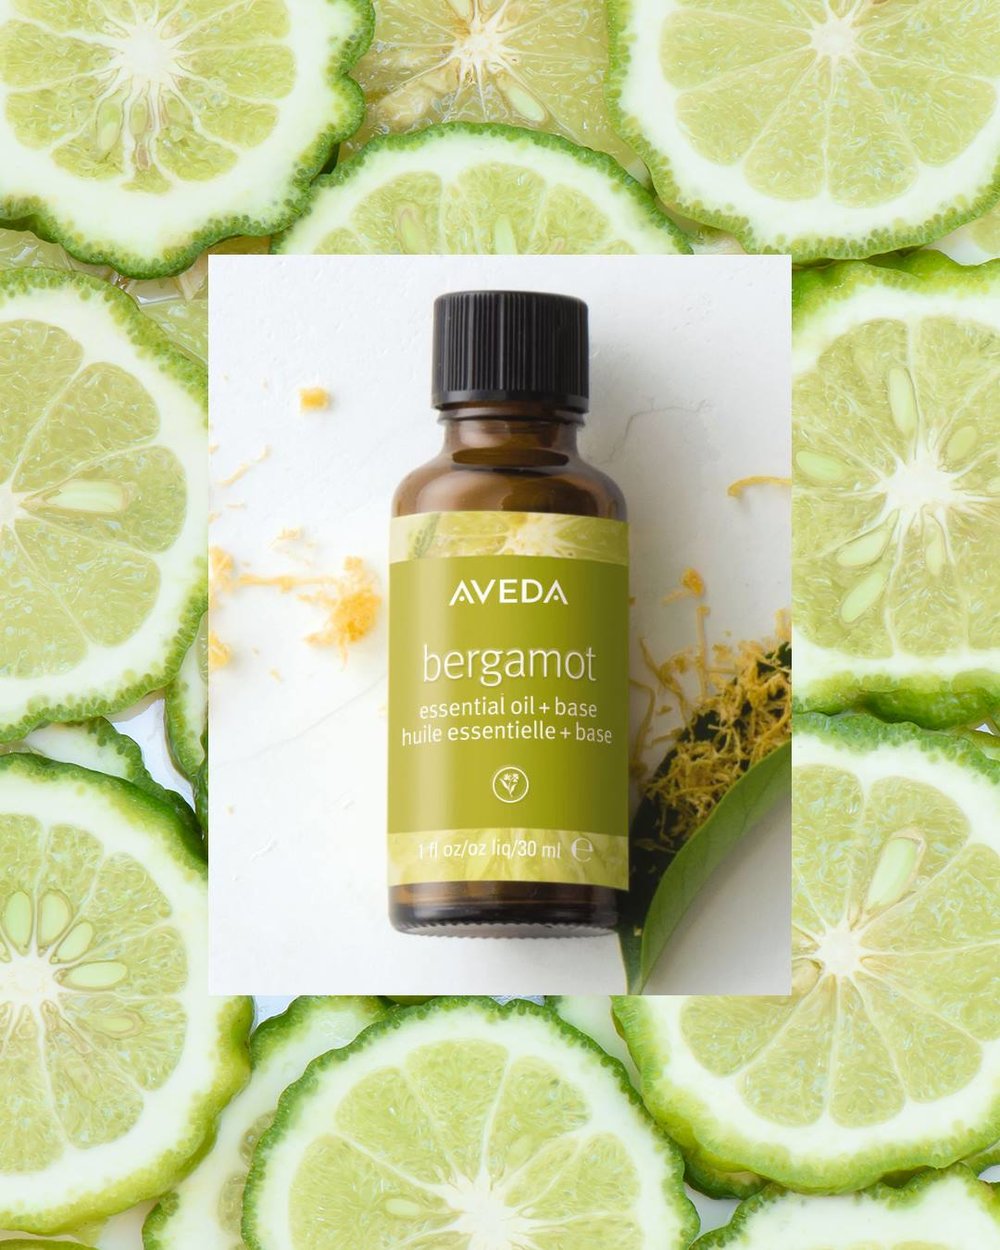 AVEDA
bergamot
essential oil + base
huile essentielle + base
1 fl oz/oz liq/30 ml ℮